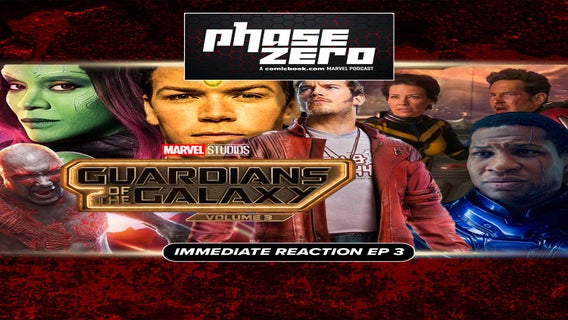 PHASE
ZERO
A comicbook.com MARVEL PODCAST
MARVEL STUDIOS
GUARDIANS
OF THE GALAXY
VOLUME 3
IMMEDIATE REACTION EP 3